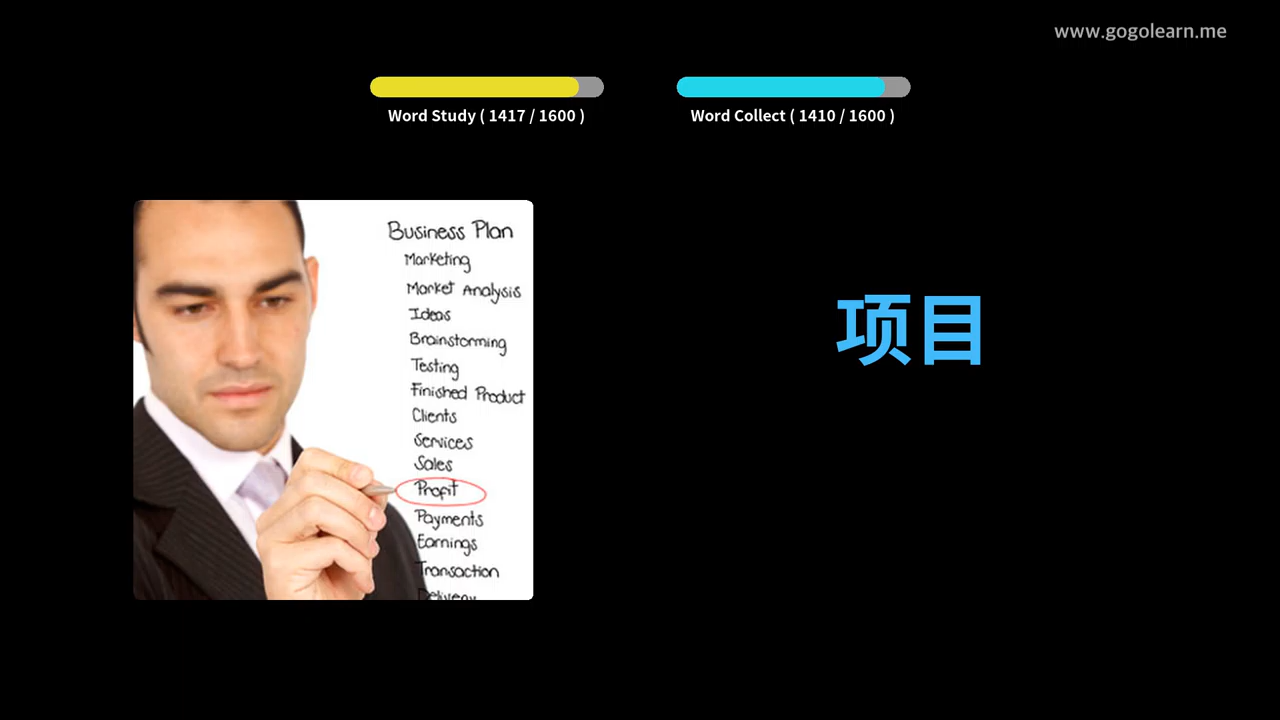 www.gogolearn.me
Word Study ( 1417 / 1600 )
Word Collect ( 1410 / 1600 )
Business Plan
Marketing
Market Analysis
Ideas
Brainstorming
Testing
Finished Product
Clients
Services
Sales
Profit
Payments
Earnings
Transaction
Delivery
项目